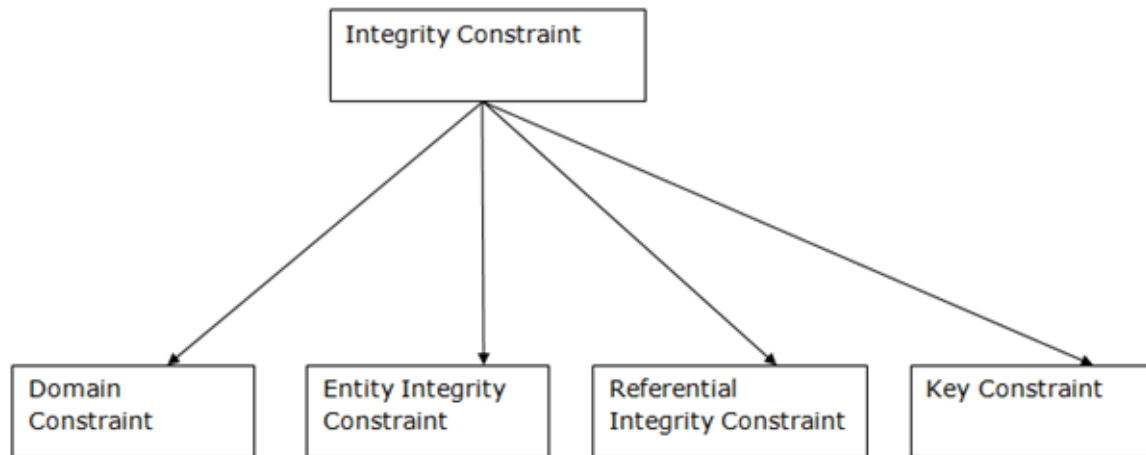 Integrity Constraint
Domain
Constraint
Entity Integrity
Constraint
Referential
Integrity Constraint
Key Constraint